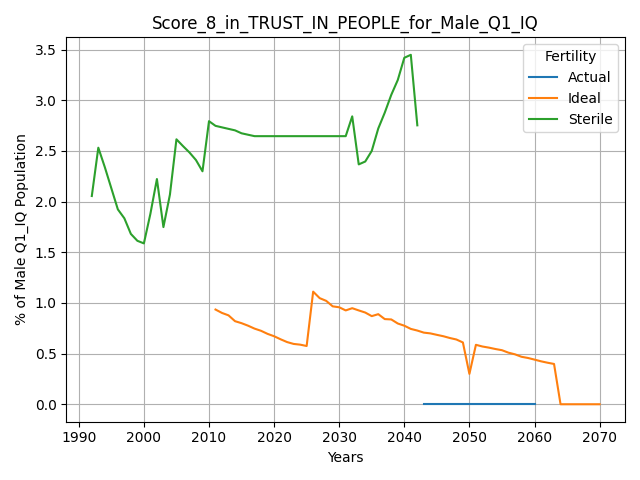 Score_8_in_TRUST_IN_PEOPLE_for_Male_Q1_IQ
Fertility
Actual
Ideal
Sterile
% of Male Q1_IQ Population
3.5
3.0
2.5
2.0
1.5
1.0
0.5
0.0
1990 2000 2010 2020 2030 2040 2050 2060 2070
Years